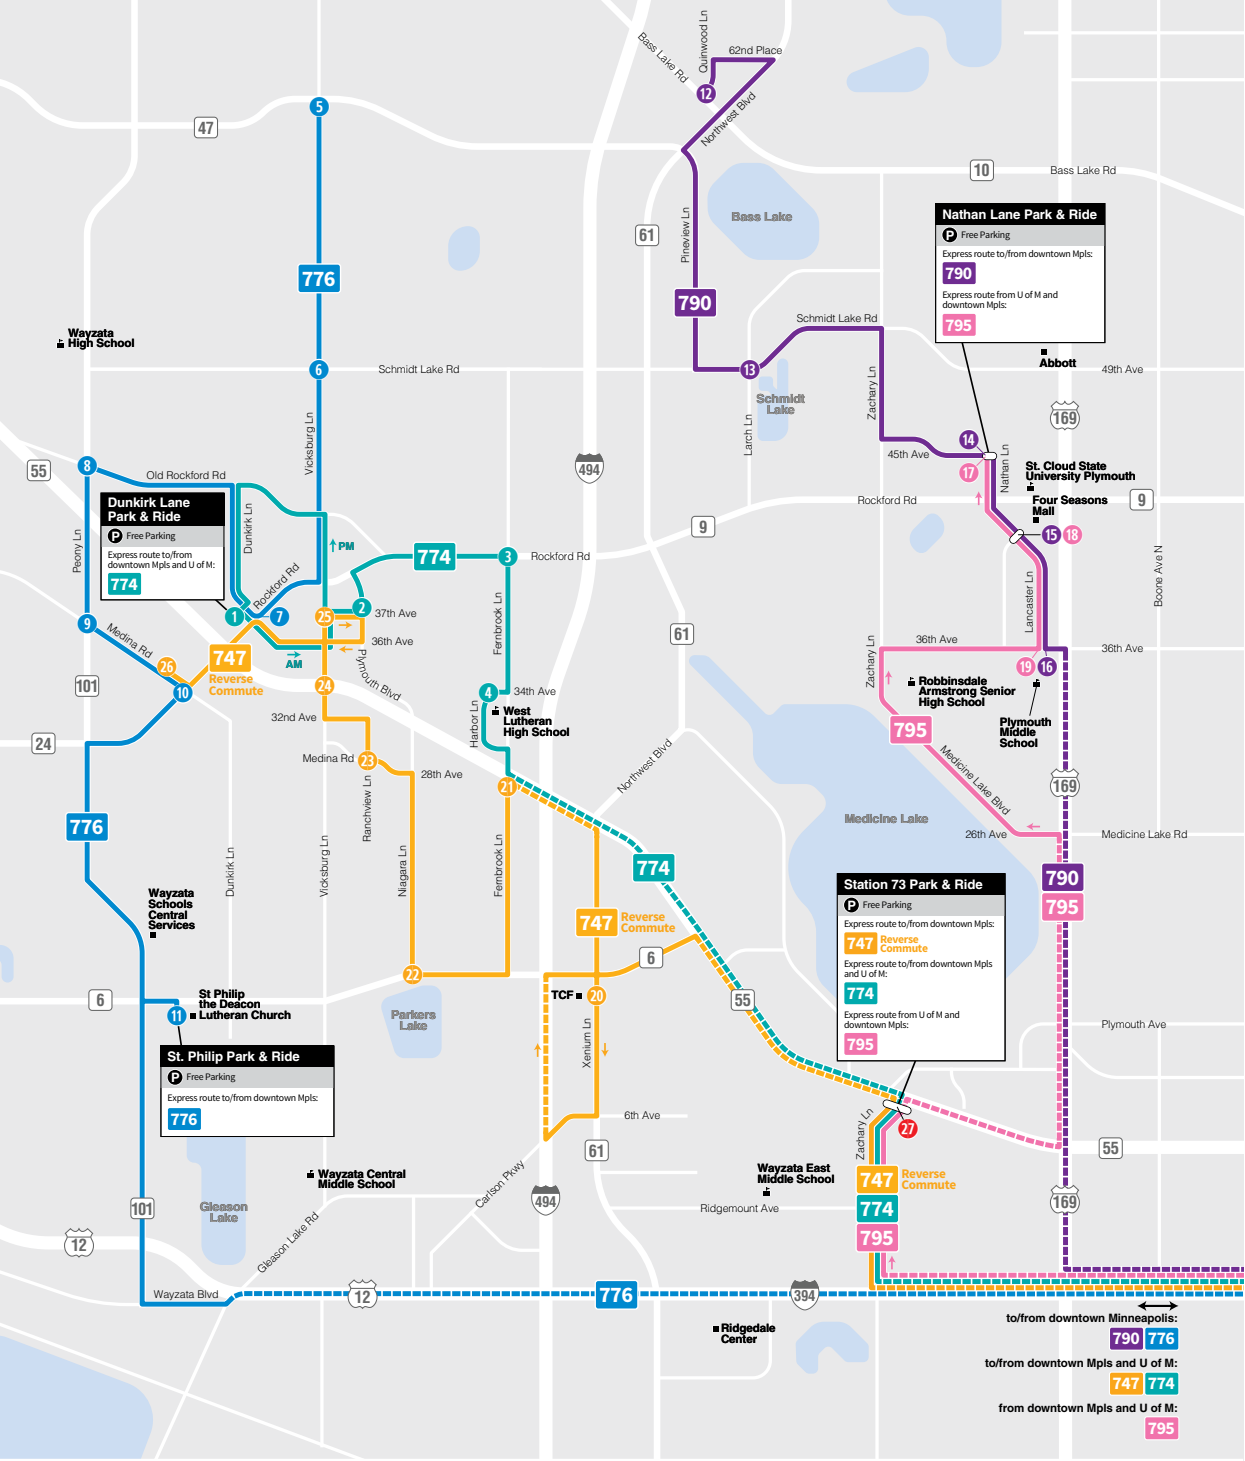 Quinwood Ln
62nd Place
Bass Lake Rd
12
Northwest Blvd
5
47
10
Bass Lake Rd
Nathan Lane Park & Ride
P Free Parking
Express route to/from downtown Mpls:
790
Express route from U of M and
downtown Mpls:
795
Bass Lake
61
Pineview Ln
776
790
Schmidt Lake Rd
Wayzata
High School
Abbott
6
Schmidt Lake Rd
13
49th Ave
Schmidt
Lake
Zachary Ln
169
Larch Ln
Vicksburg Ln
14
45th Ave
17
Nathan Ln
St. Cloud State
University Plymouth
8
55
Old Rockford Rd
494
Rockford Rd
Four Seasons
Mall
9
9
15
18
Dunkirk Lane
Park & Ride
P Free Parking
Express route to/from
downtown Mpls and U of M:
774
Dunkirk Ln
PM
774
3
Rockford Rd
Peony Ln
Boone Ave N
Rockford Rd
Fernbrook Ln
Lancaster Ln
1
7
25
2
37th Ave
9
Medina Rd
36th Ave
61
36th Ave
36th Ave
747
Reverse
Commute
AM
26
10
Plymouth Blvd
Zachary Ln
19
16
101
24
4
34th Ave
Robbinsdale
Armstrong Senior
High School
32nd Ave
Harbor Ln
West
Lutheran
High School
795
Plymouth
Middle
School
24
Medina Rd
23
28th Ave
21
Northwest Blvd
Medicine Lake Blvd
169
776
Ranchview Ln
Medicine Lake
26th Ave
Medicine Lake Rd
Dunkirk Ln
Vicksburg Ln
Niagara Ln
Fernbrook Ln
774
790
795
Wayzata
Schools
Central
Services
747
Reverse
Commute
Station 73 Park & Ride
P Free Parking
Express route to/from downtown Mpls:
747
Reverse
Commute
Express route to/from downtown Mpls
and U of M:
774
Express route from U of M and
downtown Mpls:
795
6
22
TCF
20
55
6
St Philip
the Deacon
Lutheran Church
11
Parkers
Lake
Plymouth Ave
Xenium Ln
St. Philip Park & Ride
P Free Parking
Express route to/from downtown Mpls:
776
6th Ave
Zachary Ln
27
61
55
Wayzata Central
Middle School
Wayzata East
Middle School
747
Reverse
Commute
774
795
Carlson Pkwy
494
Ridgemount Ave
169
101
Gleason
Lake
Gleason Lake Rd
12
Wayzata Blvd
12
776
394
Ridgedale
Center
to/from downtown Minneapolis:
790 776
to/from downtown Mpls and U of M:
747 774
from downtown Mpls and U of M:
795